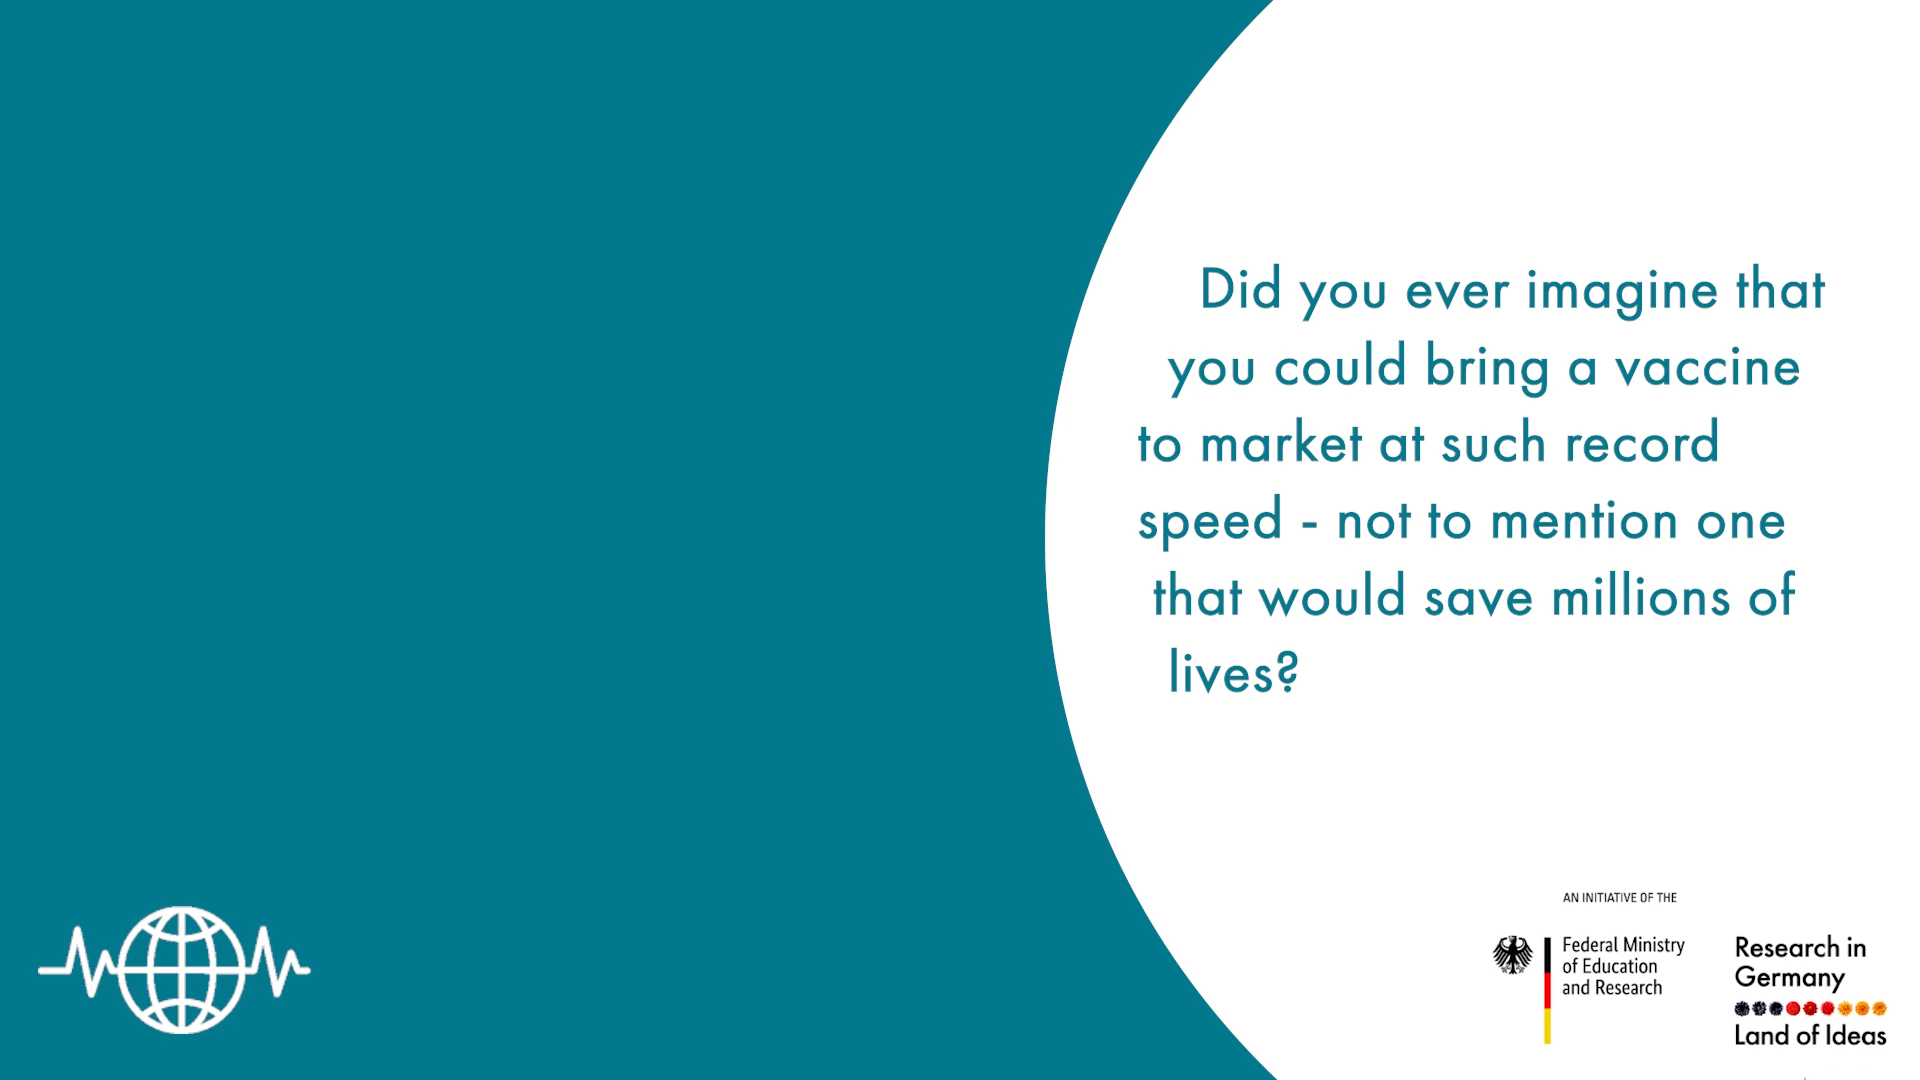 Did you ever imagine that
you could bring a vaccine
to market at such record
speed - not to mention one
that would save millions of
lives?
AN INITIATIVE OF THE
Federal Ministry
of Education
and Research
Research in
Germany
Land of Ideas